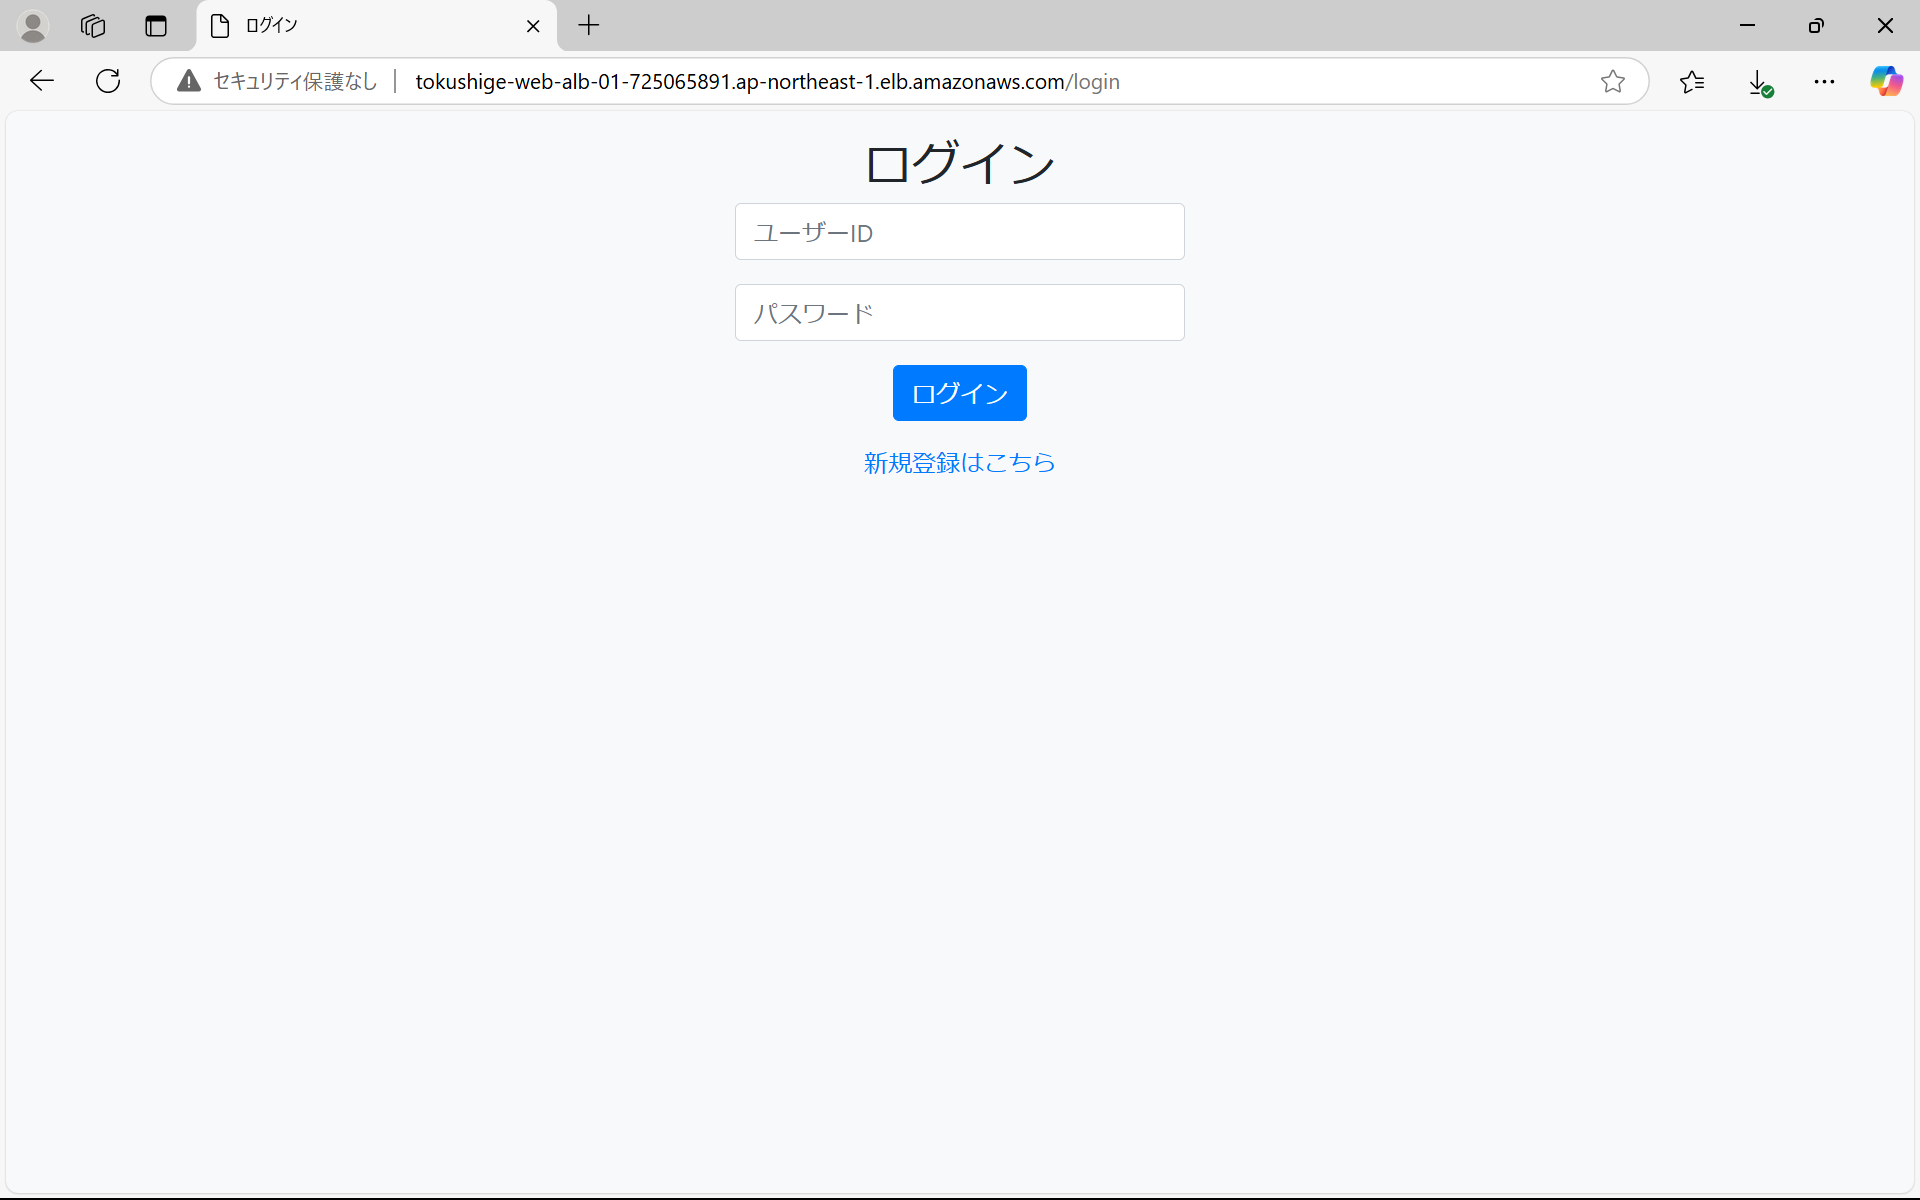 ログイン
セキュリティ保護なし
tokushige-web-alb-01-725065891.ap-northeast-1.elb.amazonaws.com/login
ログイン
ユーザーID
パスワード
ログイン
新規登録はこちら